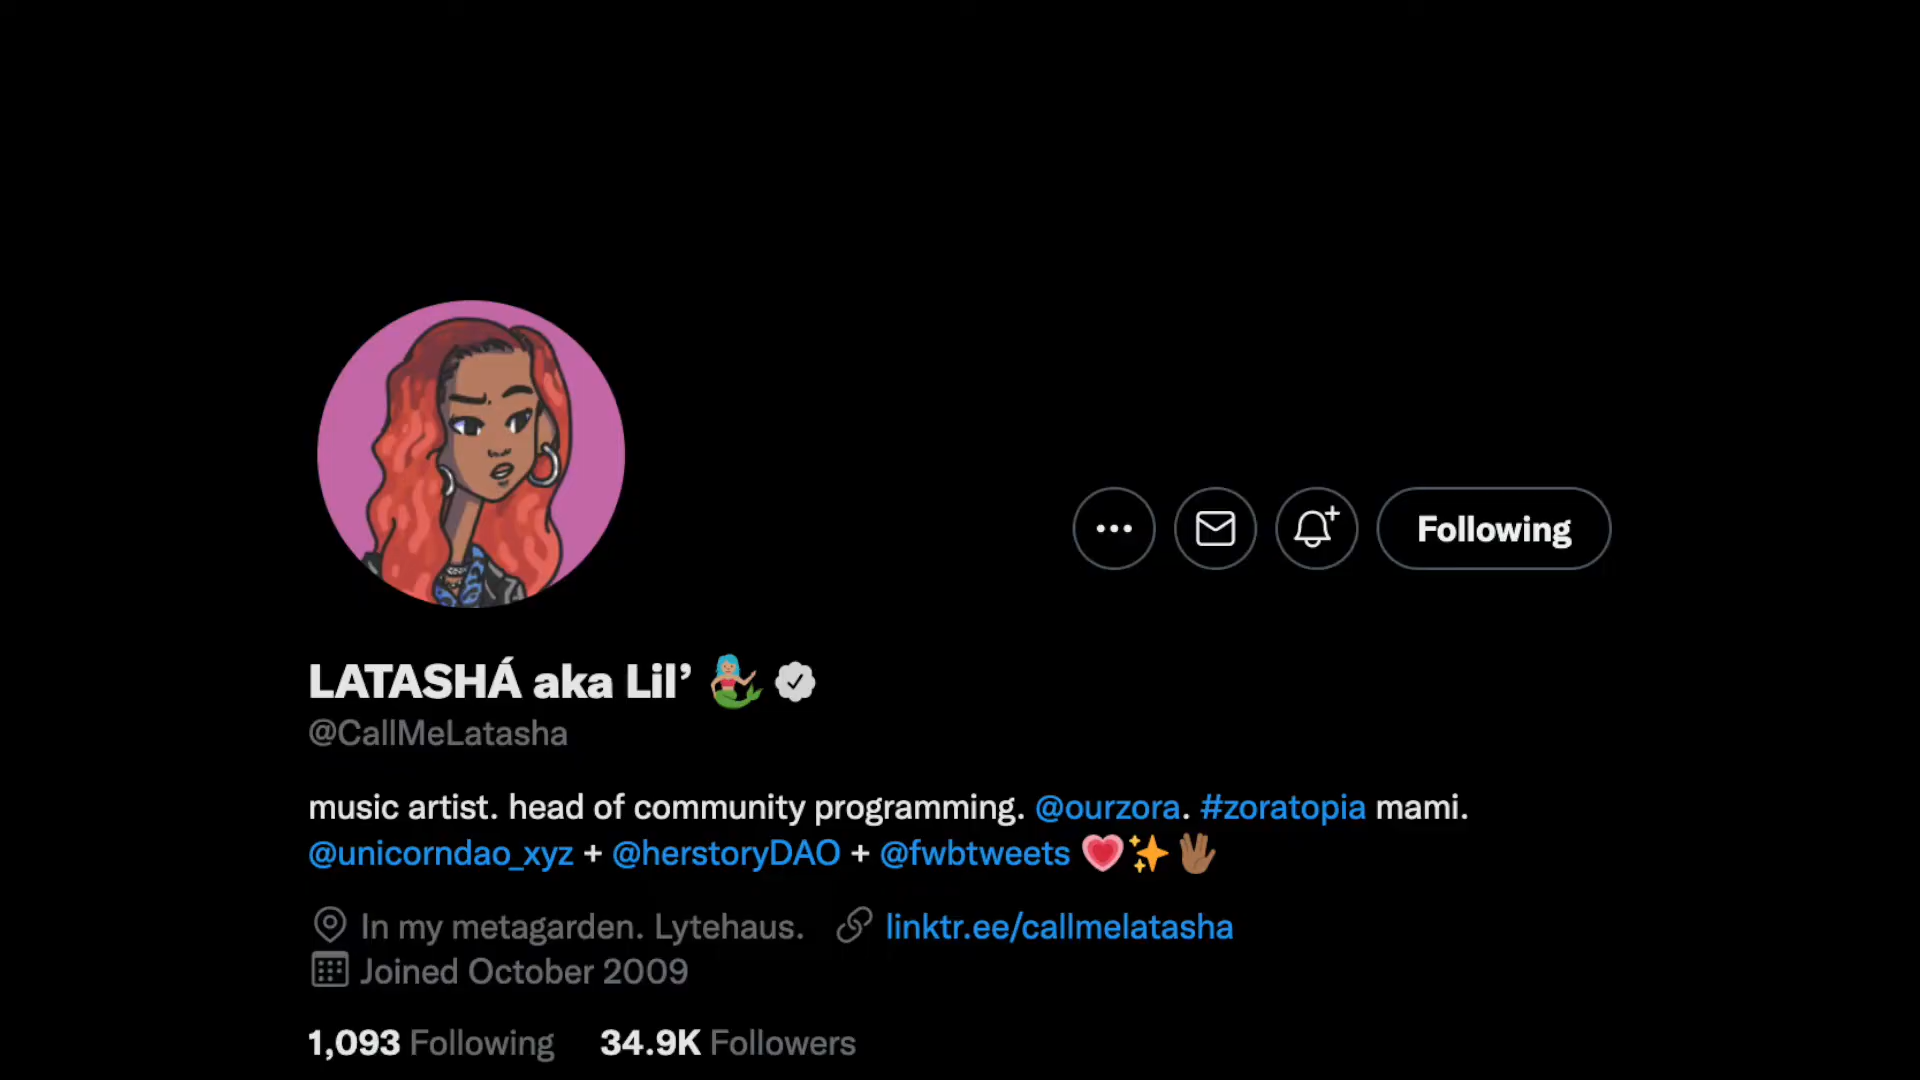 Following
LATASHÁ aka Lil’ 🧜🏽‍♀️
@CallMeLatasha
music artist. head of community programming. @ourzora. #zoratopia mami.
@unicorndao_xyz + @herstoryDAO + @fwbtweets 💗✨🖖🏾
In my metagarden. Lytehaus. linktr.ee/callmelatasha
Joined October 2009
1,093 Following 34.9K Followers